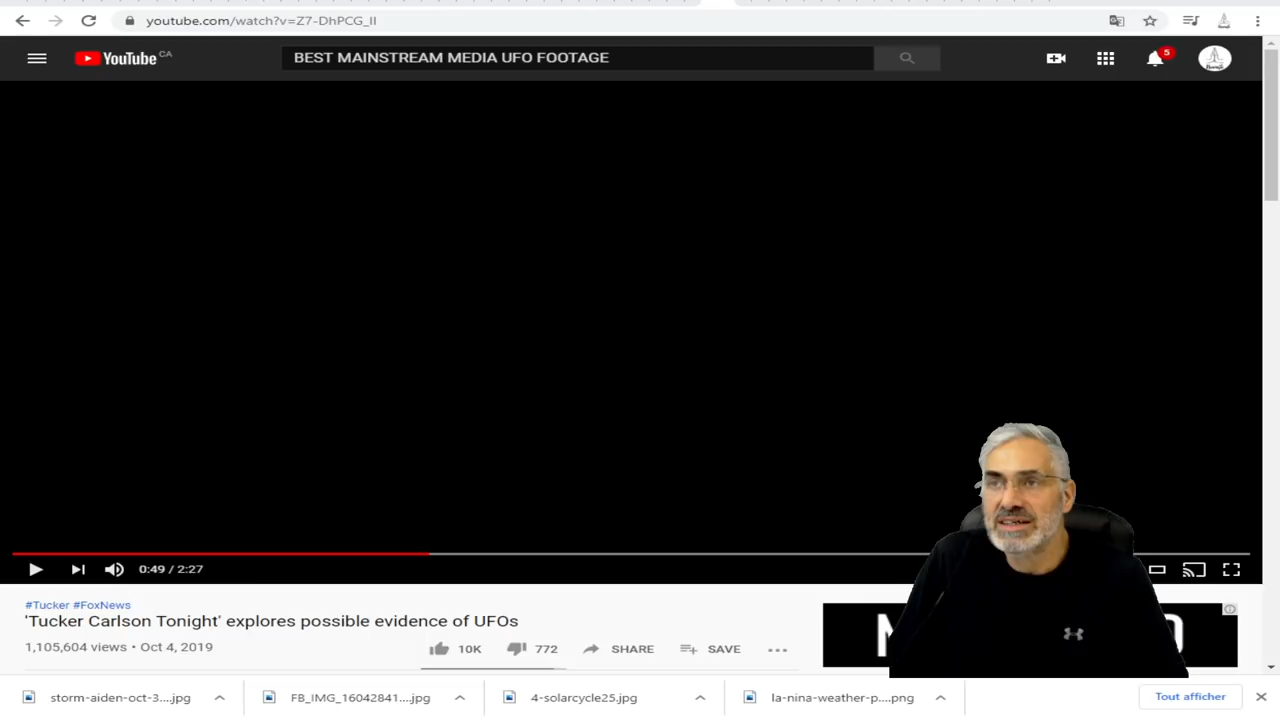 youtube.com/watch?v=Z7-DhPCG_lI
YouTube CA
BEST MAINSTREAM MEDIA UFO FOOTAGE
5
0:49 / 2:27
#Tucker #FoxNews
'Tucker Carlson Tonight' explores possible evidence of UFOs
1,105,604 views • Oct 4, 2019
10K
772
SHARE
SAVE
storm-aiden-oct-3....jpg
FB_IMG_16042841....jpg
4-solarcycle25.jpg
la-nina-weather-p....png
Tout afficher